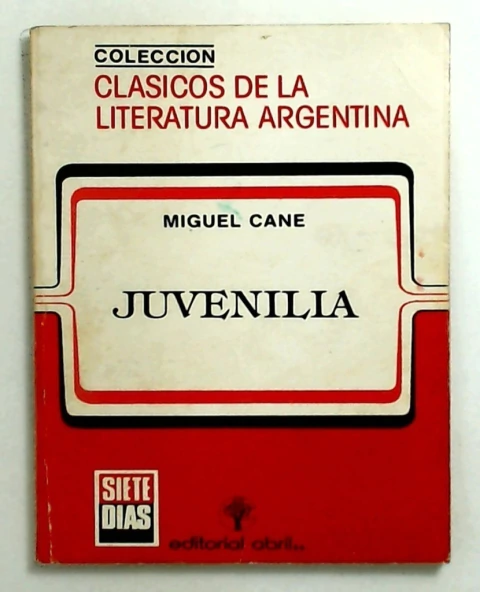 COLECCION
CLASICOS DE LA
LITERATURA ARGENTINA
MIGUEL CANE
JUVENILIA
SIETE
DIAS
editorial abril